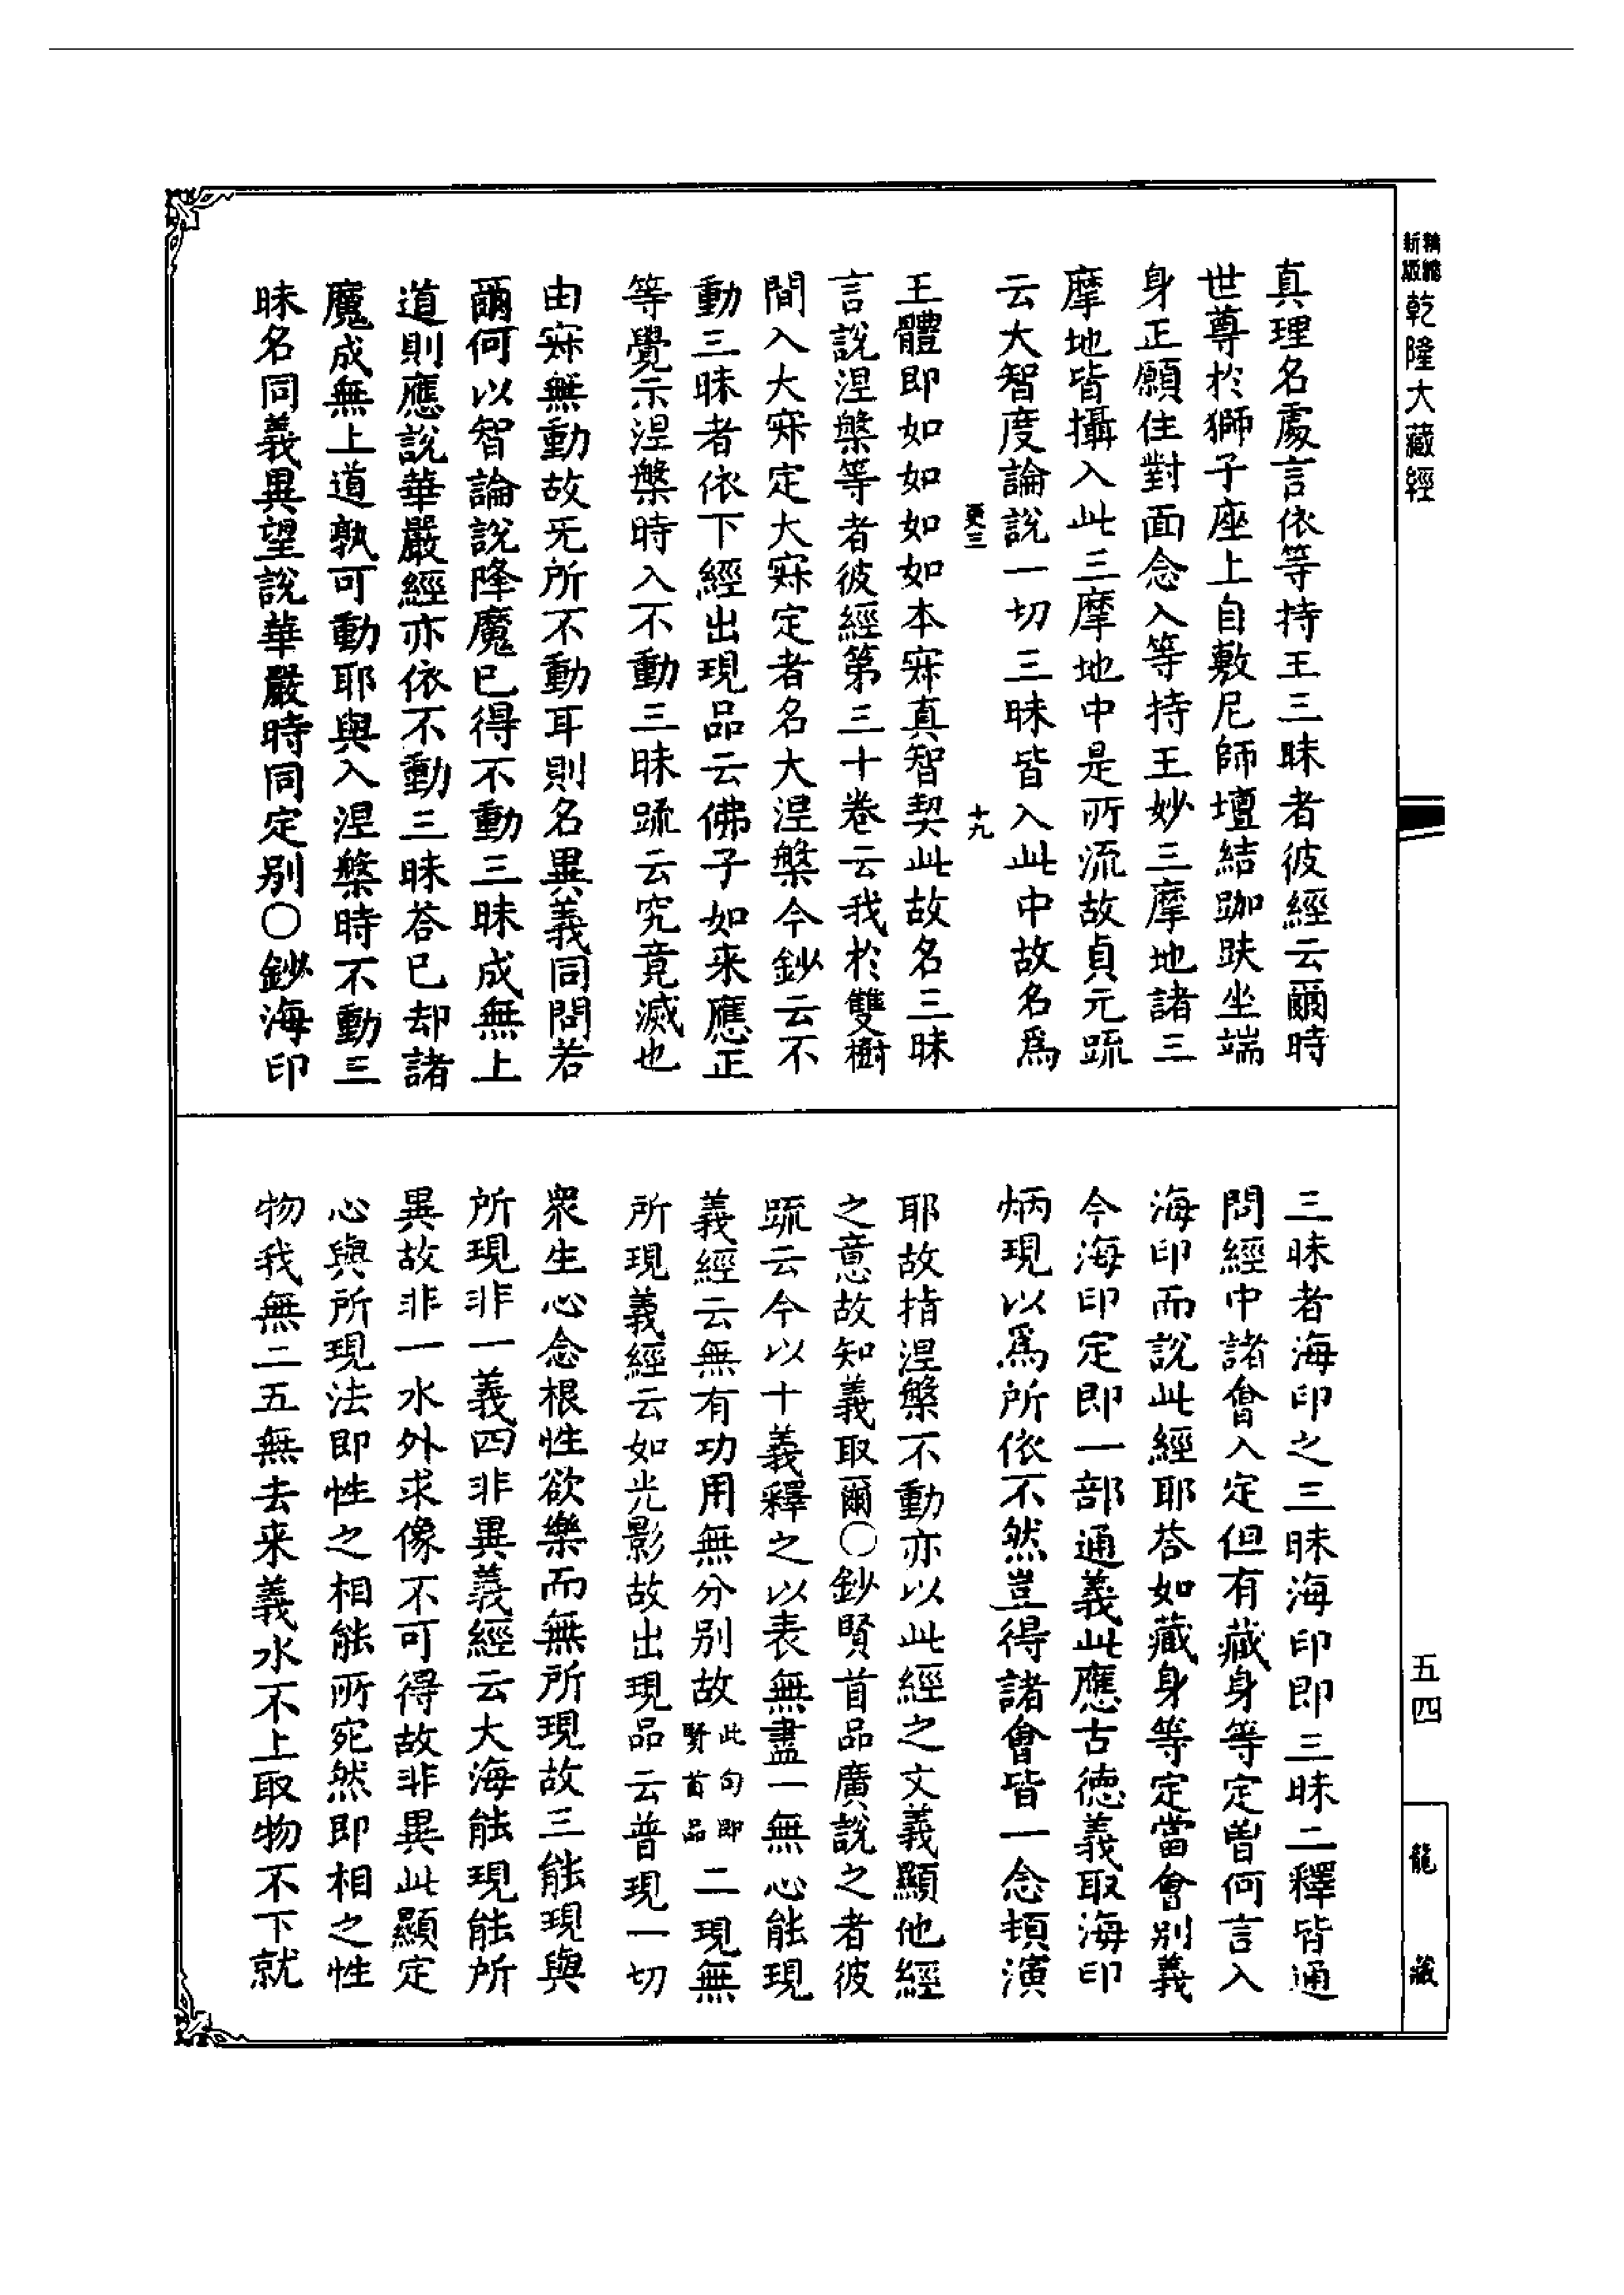 精縮
新版
乾隆大藏經
真理名處言依等持王三昧者彼經云爾時
世尊於獅子座上自敷尼師壇結跏趺坐端
身正願住對面念入等持王妙三摩地諸三
摩地皆攝入此三摩地中是所流故貞元疏
云大智度論說一切三昧皆入此中故名爲
更三 十九
王體即如如如如本寂真智契此故名三昧
言說涅槃等者彼經第三十卷云我於雙樹
間入大寂定大寂定者名大涅槃今鈔云不
動三昧者依下經出現品云佛子如来應正
等覺示涅槃時入不動三昧疏云究竟滅也
由寂無動故无所不動耳則名異義同問若
爾何以智論說降魔已得不動三昧成無上
道則應說華嚴經亦依不動三昧荅已却諸
魔成無上道孰可動耶與入涅槃時不動三
昧名同義異望說華嚴時同定别〇鈔海印
三昧者海印之三昧海印即三昧二釋皆通
問經中諸會入定但有藏身等定曽何言入
海印而說此經耶荅如藏身等定當會别義
今海印定即一部通義此應古德義取海印
炳現以爲所依不然豈得諸會皆一念頓演
耶故指涅槃不動亦以此經之文義顯他經
之意故知義取爾〇鈔賢首品廣說之者彼
疏云今以十義釋之以表無盡一無心能現
義經云無有功用無分别故此句即賢首品二現無
所現義經云如光影故出現品云普現一切
衆生心念根性欲樂而無所現故三能現與
所現非一義四非異義經云大海能現能所
異故非一水外求像不可得故非異此顯定
心與所現法即性之相能所宛然即相之性
物我無二五無去来義水不上取物不下就
五四
龍藏